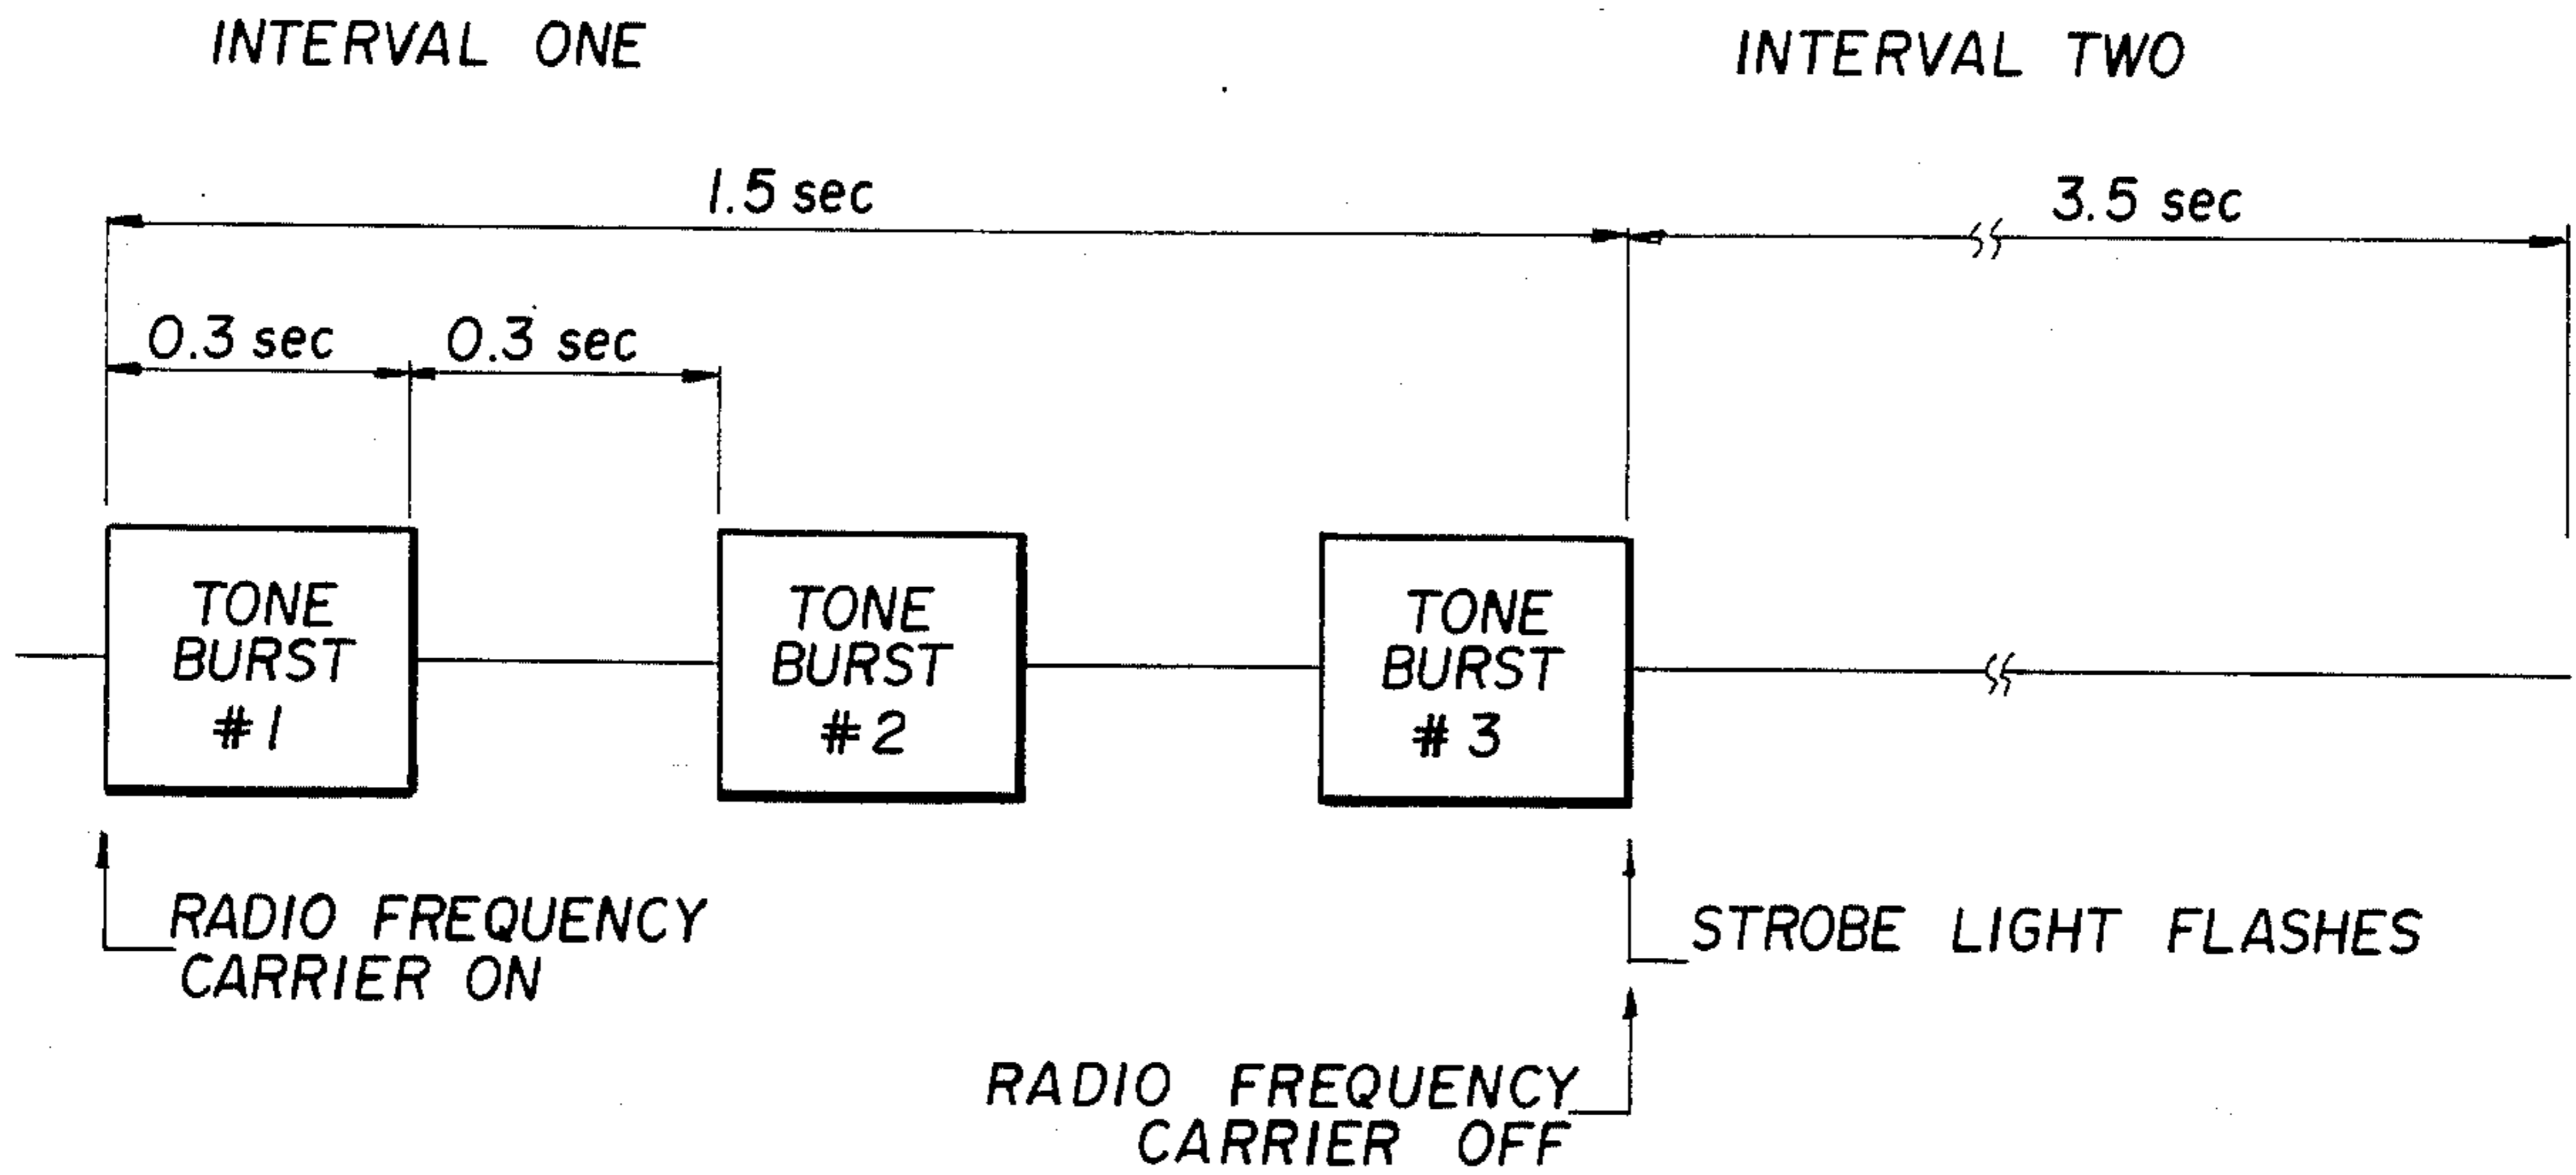 INTERVAL ONE
INTERVAL TWO
1.5 sec
3.5 sec
0.3 sec
0.3 sec
TONE
BURST
#1
TONE
BURST
#2
TONE
BURST
#3
RADIO FREQUENCY
CARRIER ON
STROBE LIGHT FLASHES
RADIO FREQUENCY
CARRIER OFF